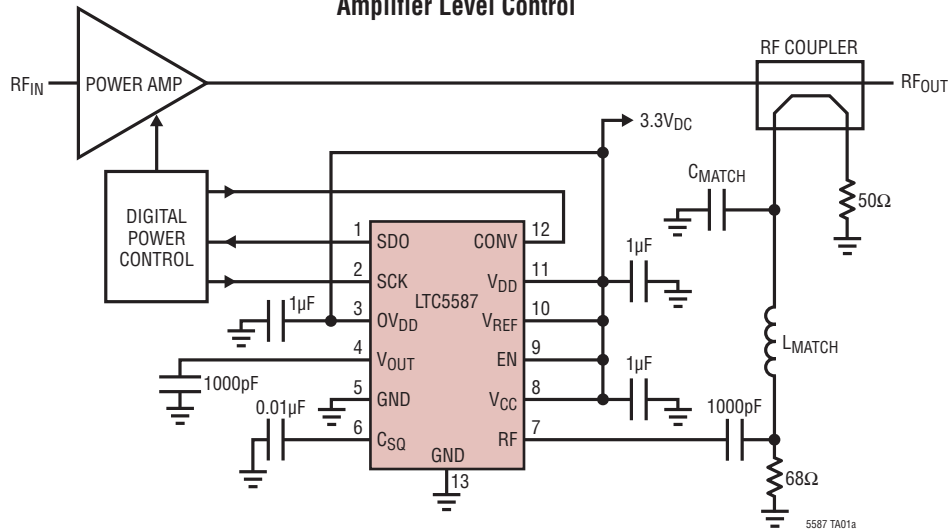 Amplifier Level Control
RF COUPLER
RFIN
POWER AMP
RFOUT
3.3VDC
CMATCH
50Ω
DIGITAL
POWER
CONTROL
1 SDO
CONV 12
1µF
2 SCK
VDD 11
LTC5587
1µF
3 OVDD
VREF 10
LMATCH
4 VOUT
EN 9
1µF
1000pF
5 GND
VCC 8
1000pF
0.01µF
6 CSQ
RF 7
GND
13
68Ω
5587 TA01a